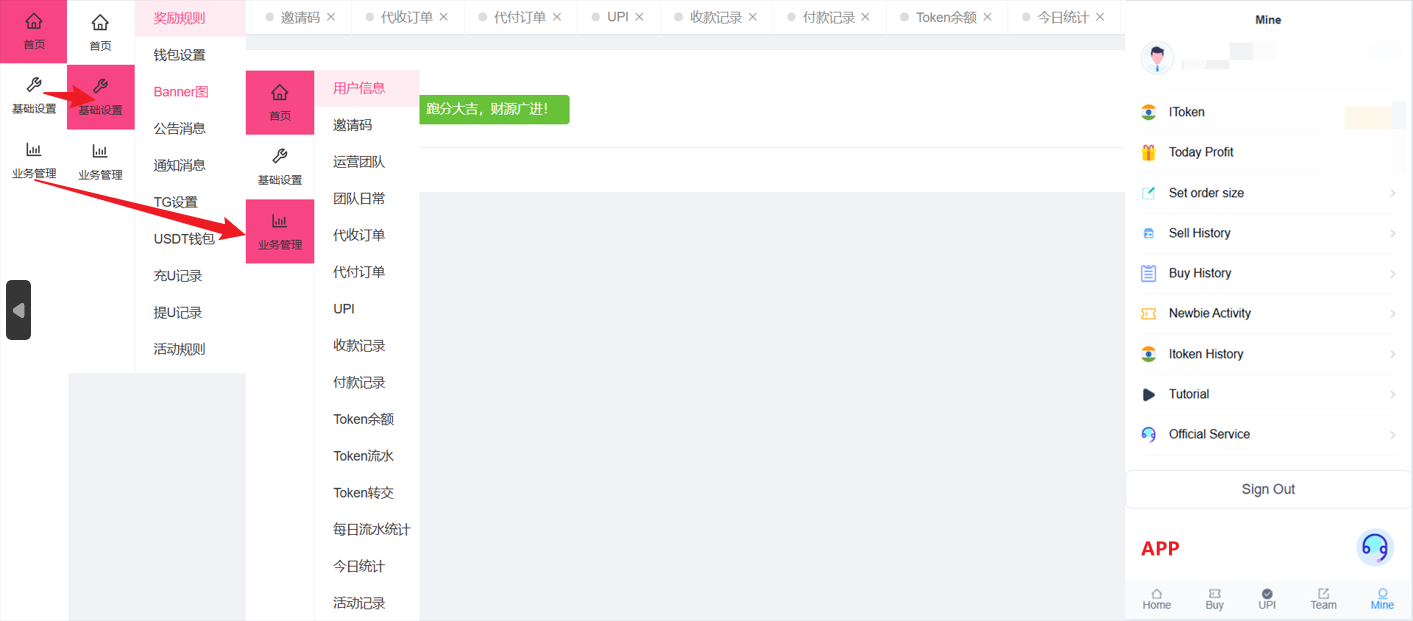 首页
基础设置
业务管理
首页
基础设置
业务管理
奖励规则
钱包设置
Banner图
公告消息
通知消息
TG设置
USDT钱包
充U记录
提U记录
活动规则
邀请码
代收订单
代付订单
UPI
收款记录
付款记录
Token余额
今日统计
首页
基础设置
业务管理
用户信息
邀请码
运营团队
团队日常
代收订单
代付订单
UPI
收款记录
付款记录
Token余额
Token流水
Token转交
每日流水统计
今日统计
活动记录
跑分大吉，财源广进！
Mine
IToken
Today Profit
Set order size
Sell History
Buy History
Newbie Activity
Itoken History
Tutorial
Official Service
Sign Out
APP
Home
Buy
UPI
Team
Mine